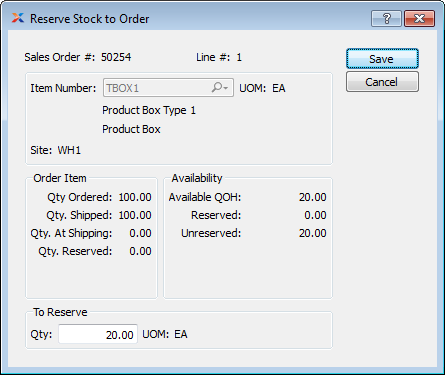 Reserve Stock to Order
Sales Order #: 50254 Line #: 1
Save
Item Number: TBOX1 UOM: EA
Cancel
Product Box Type 1
Product Box
Site: WH1
Order Item
Qty Ordered: 100.00
Qty. Shipped: 100.00
Qty. At Shipping: 0.00
Qty. Reserved: 0.00
Availability
Available QOH: 20.00
Reserved: 0.00
Unreserved: 20.00
To Reserve
Qty: 20.00 UOM: EA